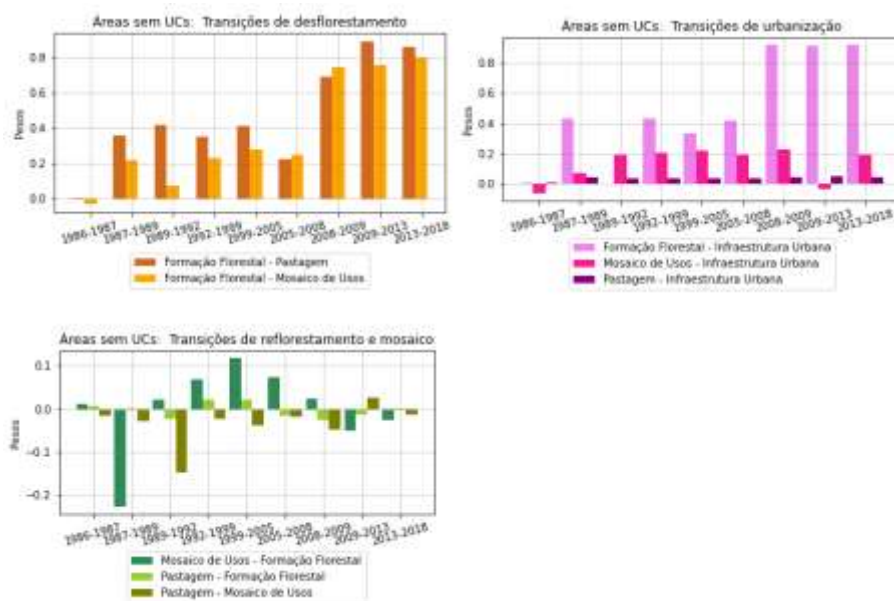 Áreas sem UCs: Transições de desflorestamento
Pesos
0.8
0.6
0.4
0.2
0.0
1986-1987
1987-1989
1989-1992
1992-1999
1999-2005
2005-2008
2008-2009
2009-2013
2013-2018
Formação Florestal - Pastagem
Formação Florestal - Mosaico de Usos
Áreas sem UCs: Transições de urbanização
Pesos
0.8
0.6
0.4
0.2
0.0
1986-1987
1987-1989
1989-1992
1992-1999
1999-2005
2005-2008
2008-2009
2009-2013
2013-2018
Formação Florestal - Infraestrutura Urbana
Mosaico de Usos - Infraestrutura Urbana
Pastagem - Infraestrutura Urbana
Áreas sem UCs: Transições de reflorestamento e mosaico
Pesos
0.1
0.0
−0.1
−0.2
1986-1987
1987-1989
1989-1992
1992-1999
1999-2005
2005-2008
2008-2009
2009-2013
2013-2018
Mosaico de Usos - Formação Florestal
Pastagem - Formação Florestal
Pastagem - Mosaico de Usos